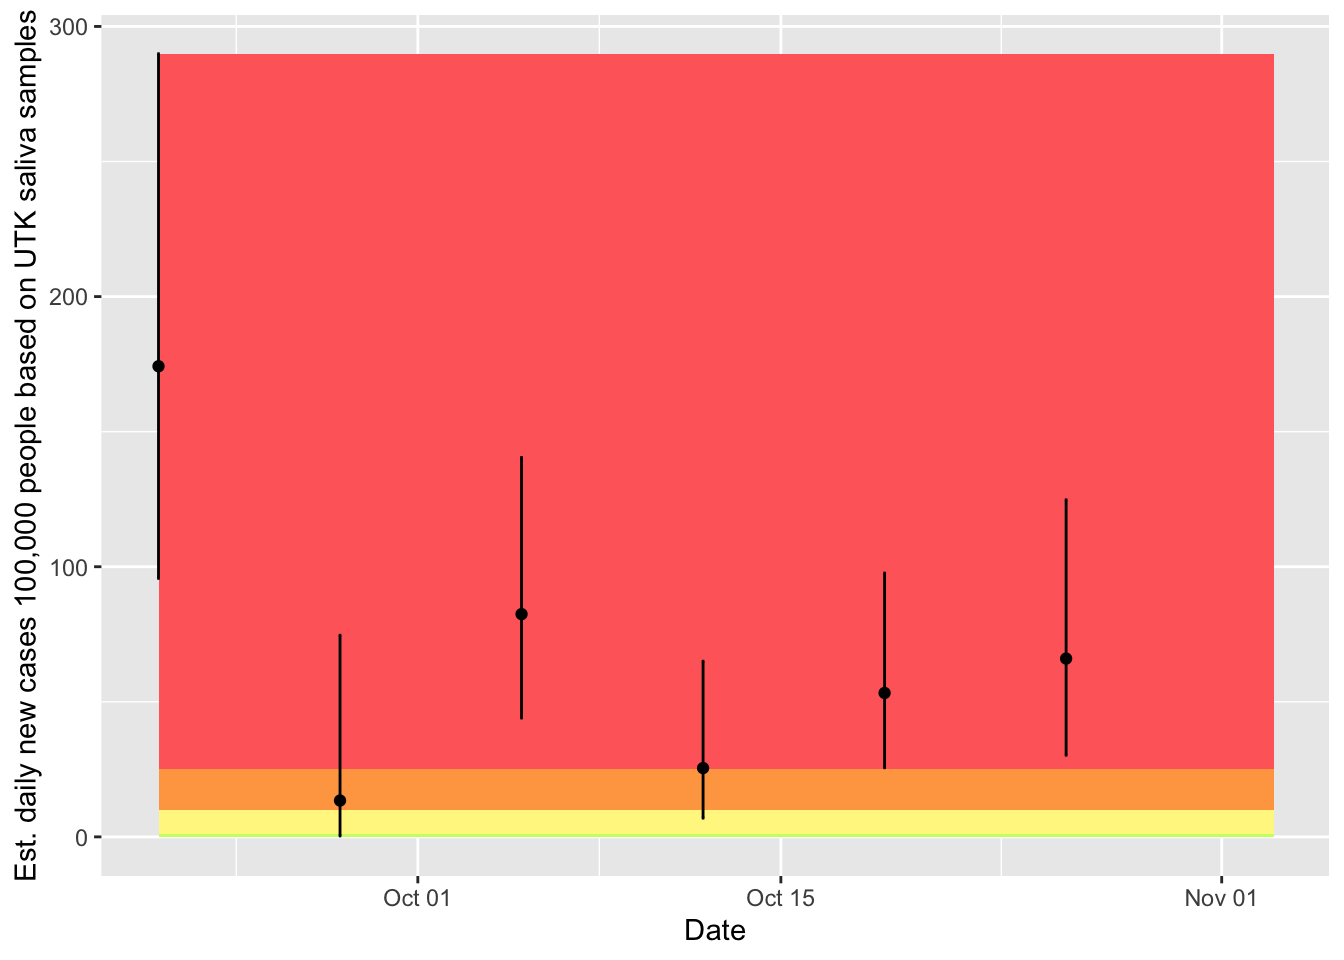 Est. daily new cases 100,000 people based on UTK saliva samples
300
200
100
0
Oct 01
Oct 15
Nov 01
Date